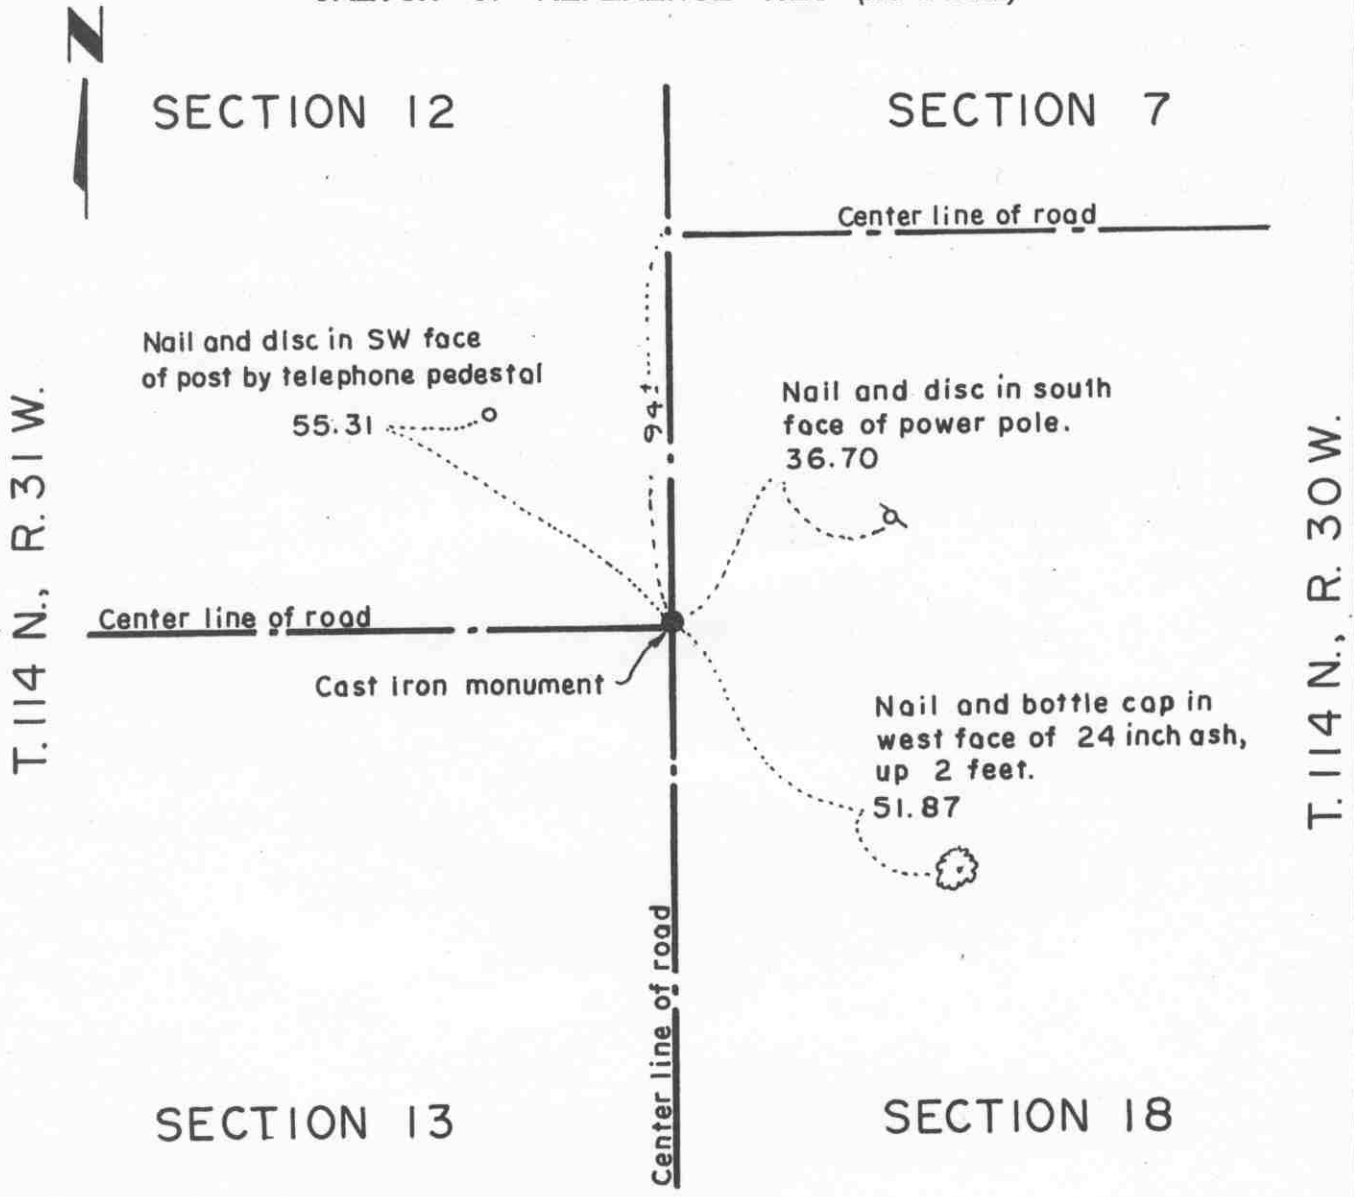 N
SECTION 12
SECTION 7
Center line of road
Nail and disc in SW face
of post by telephone pedestal
55.31
94±
Nail and disc in south
face of power pole.
36.70
T. 114 N., R. 31 W.
T. 114 N., R. 30 W.
Center line of road
Cast iron monument
Nail and bottle cap in
west face of 24 inch ash,
up 2 feet.
51.87
Center line of road
SECTION 13
SECTION 18